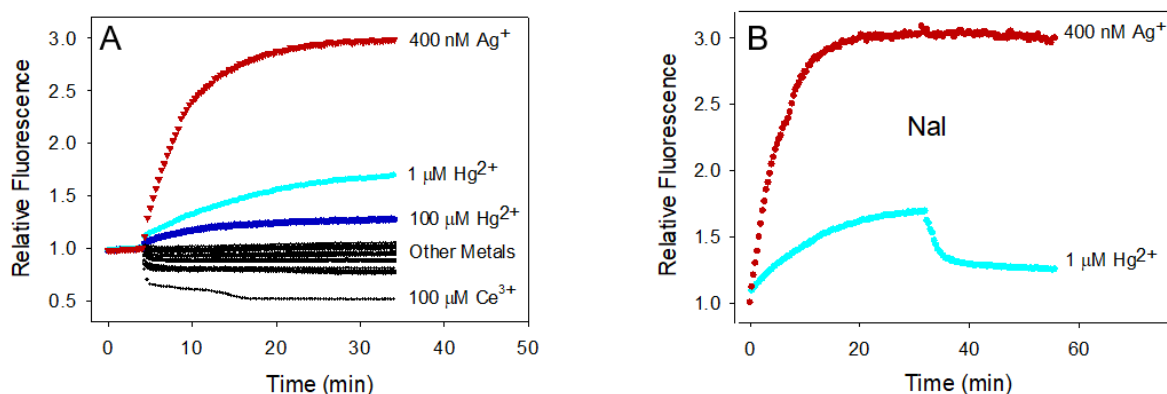 A
Relative Fluorescence
3.0
2.5
2.0
1.5
1.0
0.5
400 nM Ag⁺
1 μM Hg²⁺
100 μM Hg²⁺
Other Metals
100 μM Ce³⁺
0 10 20 30 40 50
Time (min)
B
Relative Fluorescence
3.0
2.5
2.0
1.5
1.0
400 nM Ag⁺
NaI
1 μM Hg²⁺
0 20 40 60
Time (min)